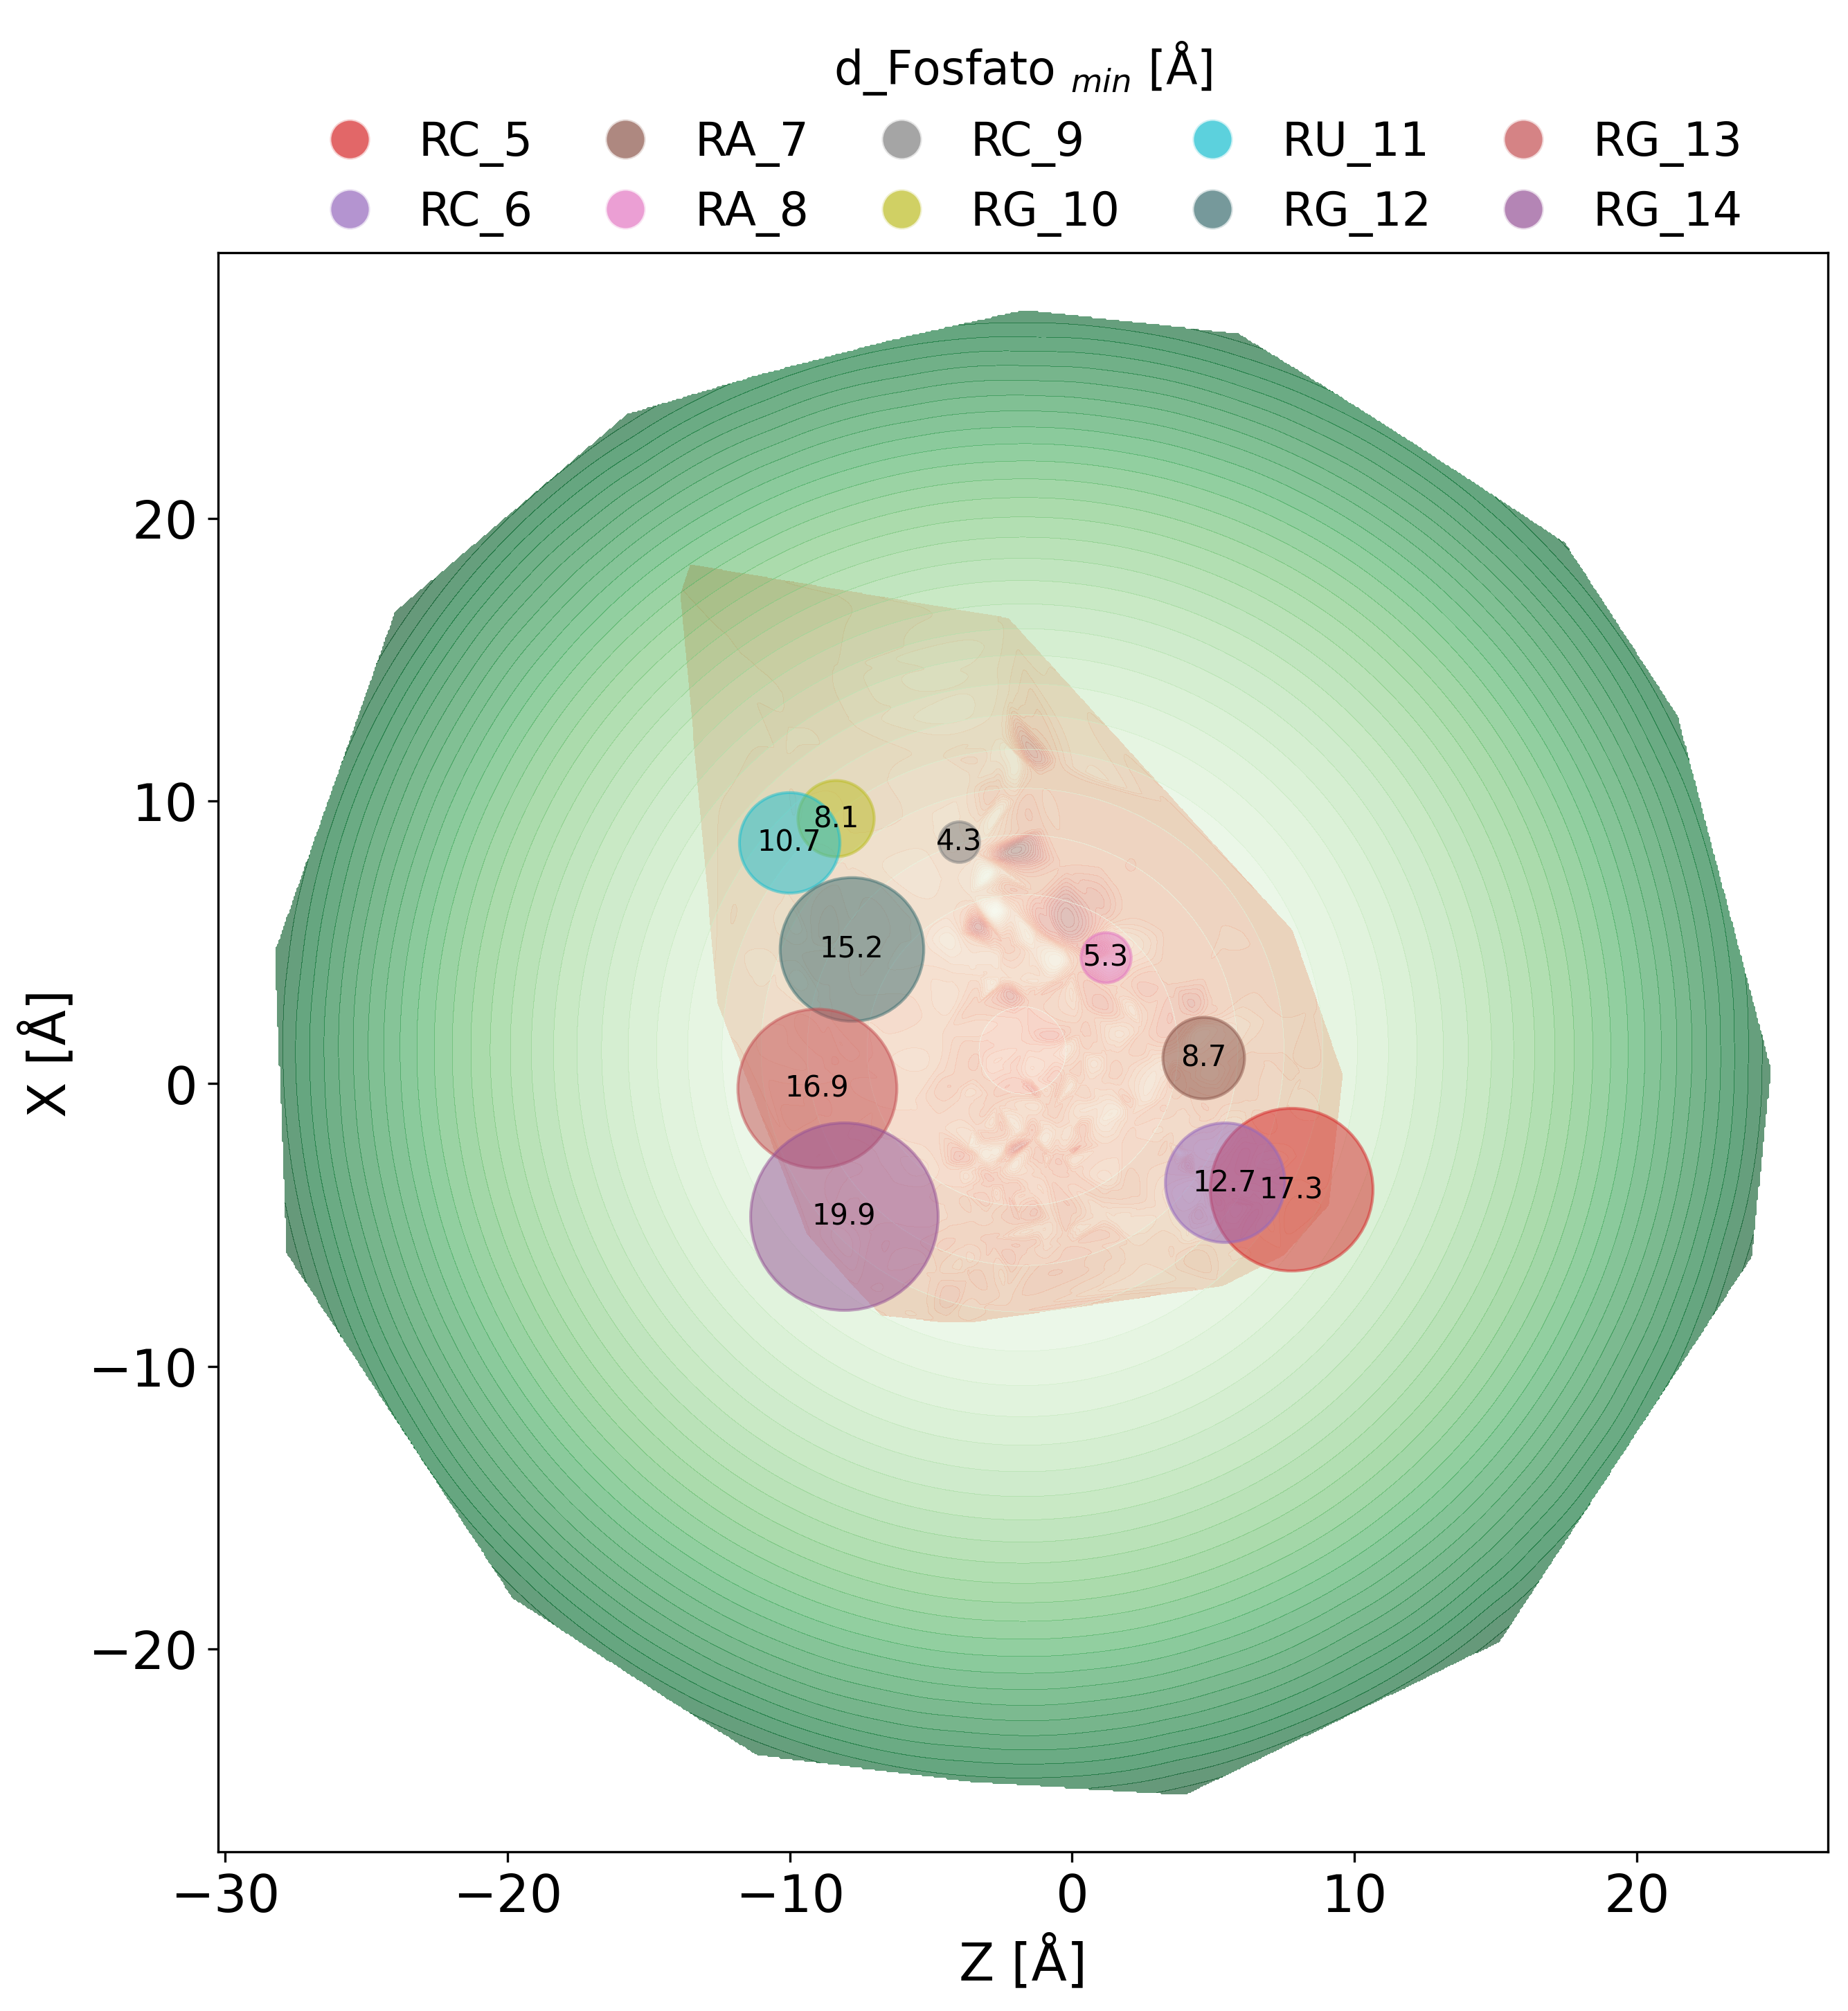 d_Fosfato min [Å]
RC_5 RA_7 RC_9 RU_11 RG_13
RC_6 RA_8 RG_10 RG_12 RG_14
X [Å]
20
10
0
−10
−20
8.1
10.7
4.3
15.2
5.3
8.7
16.9
12.7
17.3
19.9
−30 −20 −10 0 10 20
Z [Å]